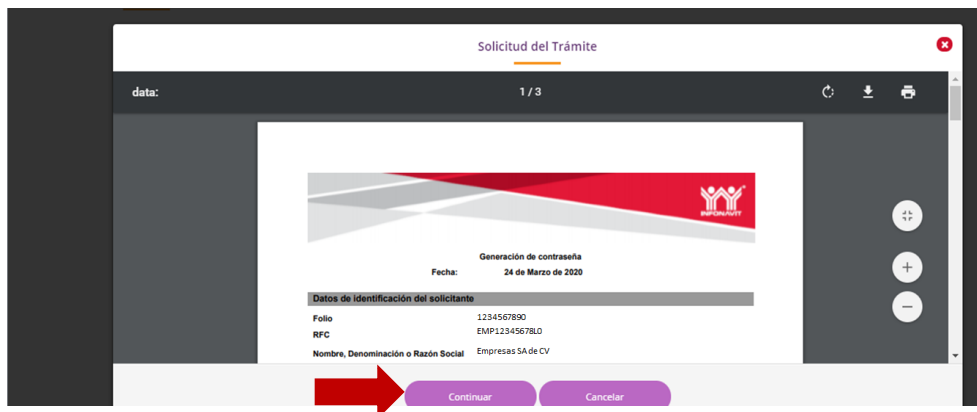 Solicitud del Trámite
data: 1 / 3
INFONAVIT
Generación de contraseña
Fecha: 24 de Marzo de 2020
Datos de identificación del solicitante
Folio 1234567890
RFC EMP12345678L0
Nombre, Denominación o Razón Social Empresas SA de CV
Continuar Cancelar